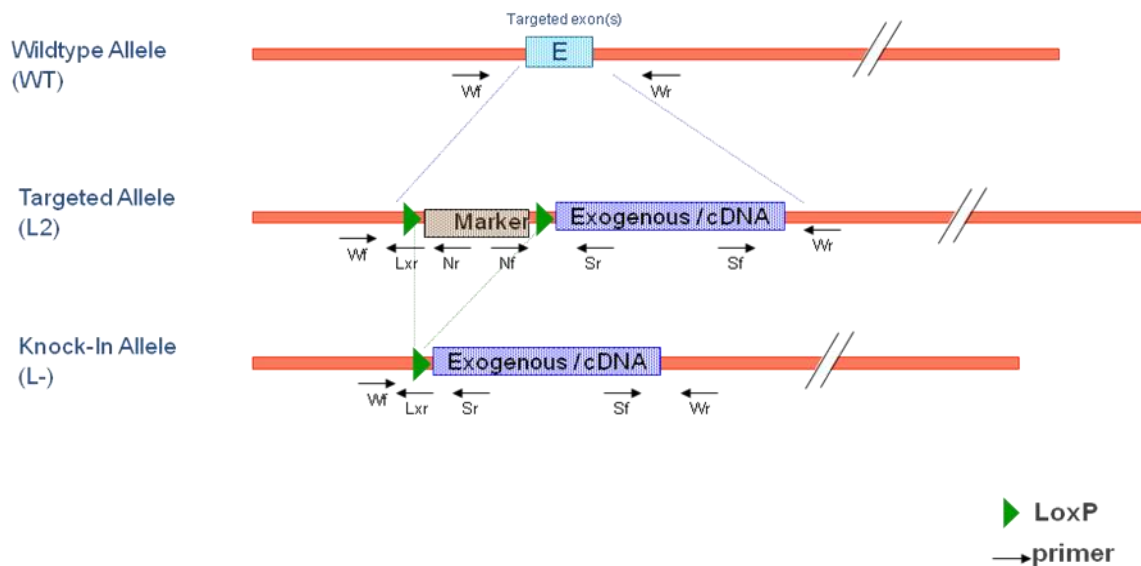 Targeted exon(s)
Wildtype Allele
(WT)
E
Wf
Wr
Targeted Allele
(L2)
Marker
Exogenous /cDNA
Wf
Lxr
Nr
Nf
Sr
Sf
Wr
Knock-In Allele
(L-)
Exogenous /cDNA
Wf
Lxr
Sr
Sf
Wr
LoxP
primer